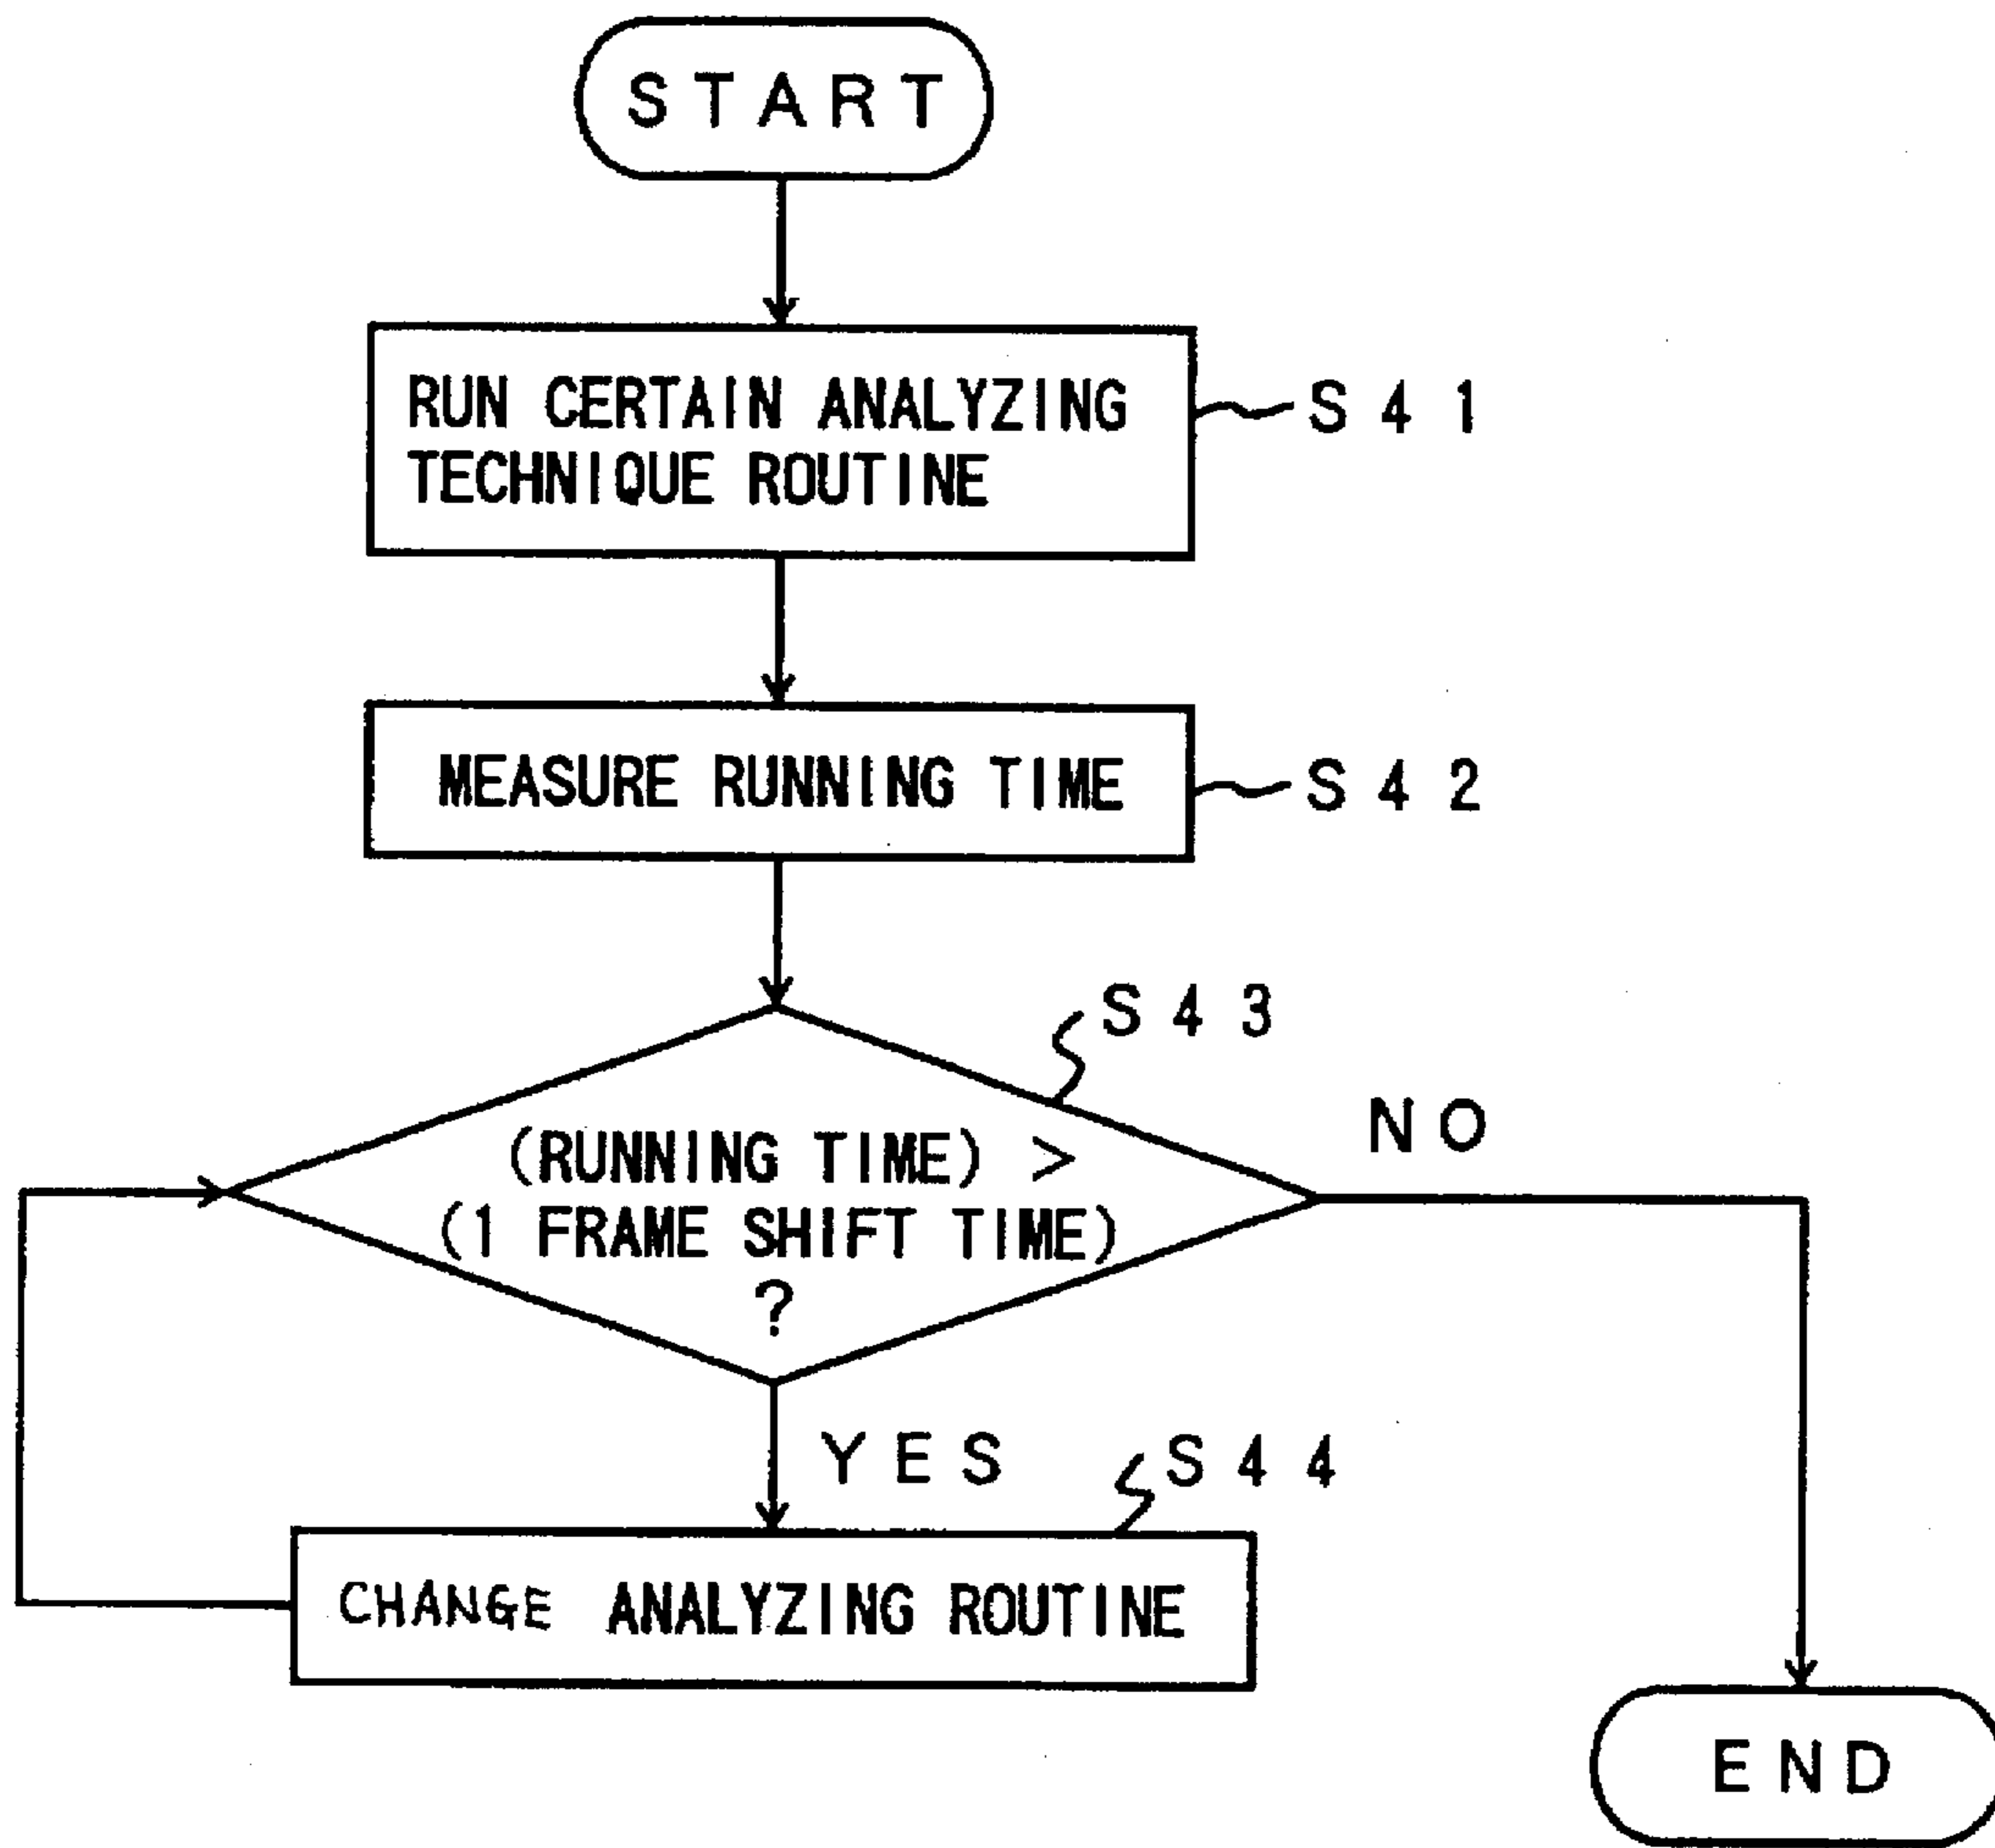 START
RUN CERTAIN ANALYZING
TECHNIQUE ROUTINE
S41
MEASURE RUNNING TIME
S42
S43
(RUNNING TIME) >
(1 FRAME SHIFT TIME)
?
NO
YES
S44
CHANGE ANALYZING ROUTINE
END